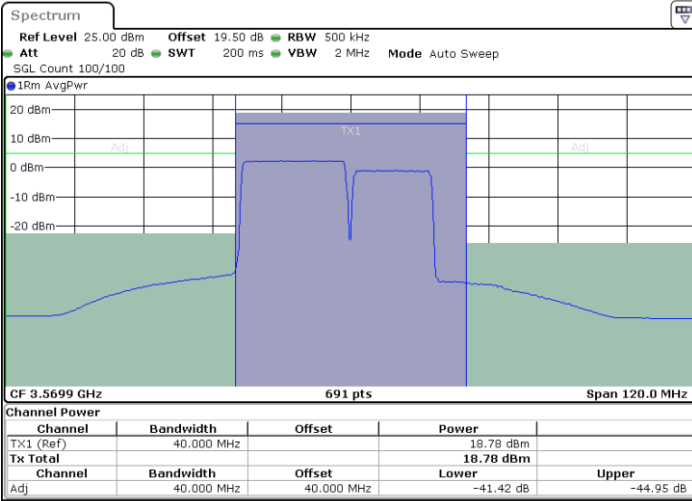 Spectrum
Ref Level 25.00 dBm Offset 19.50 dB RBW 500 kHz
Att 20 dB SWT 200 ms VBW 2 MHz Mode Auto Sweep
SGL Count 100/100
1Rm AvgPwr
20 dBm
TX1
10 dBm
Adj Adj
0 dBm
-10 dBm
-20 dBm
CF 3.5699 GHz 691 pts Span 120.0 MHz
Channel Power
Channel Bandwidth Offset Power
TX1 (Ref) 40.000 MHz 18.78 dBm
Tx Total 18.78 dBm
Channel Bandwidth Offset Lower Upper
Adj 40.000 MHz 40.000 MHz -41.42 dB -44.95 dB